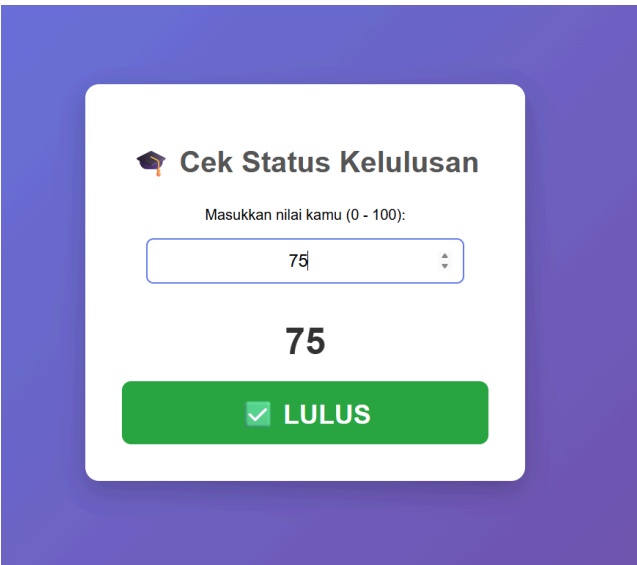 🎓 Cek Status Kelulusan
Masukkan nilai kamu (0 - 100):
75
75
✅ LULUS